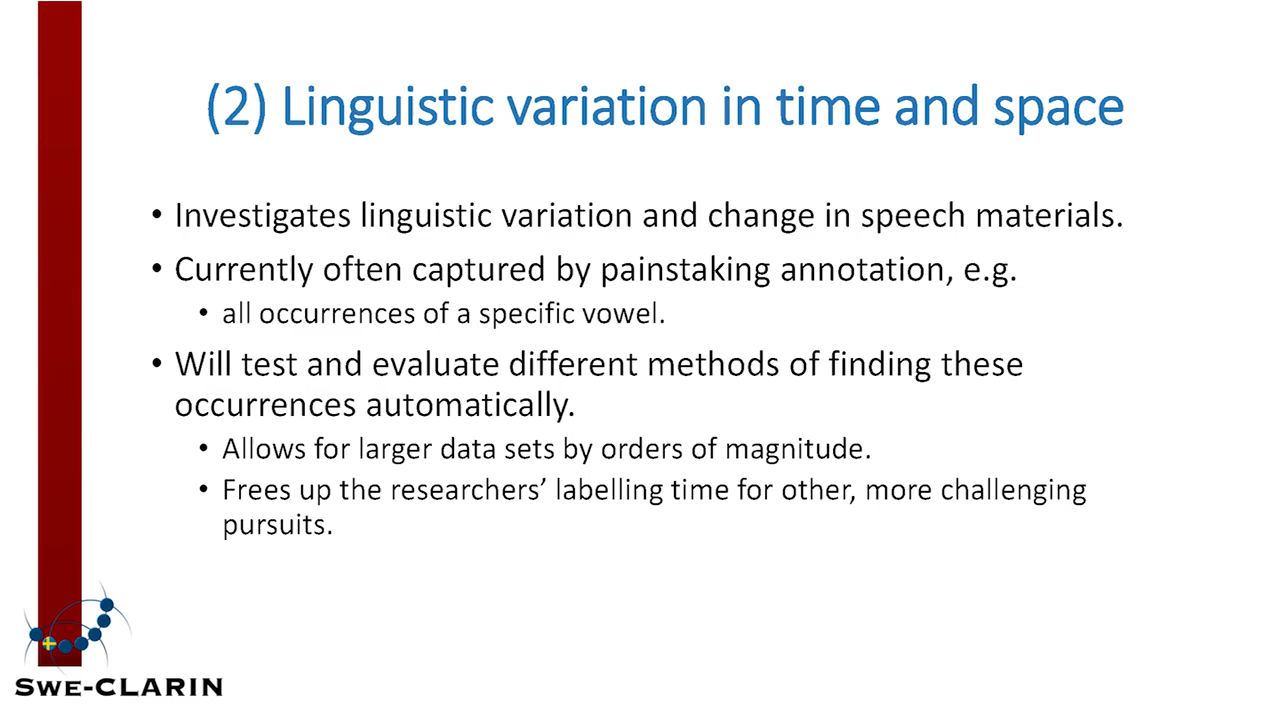 (2) Linguistic variation in time and space
• Investigates linguistic variation and change in speech materials.
• Currently often captured by painstaking annotation, e.g.
• all occurrences of a specific vowel.
• Will test and evaluate different methods of finding these
occurrences automatically.
• Allows for larger data sets by orders of magnitude.
• Frees up the researchers’ labelling time for other, more challenging
pursuits.
SWE-CLARIN